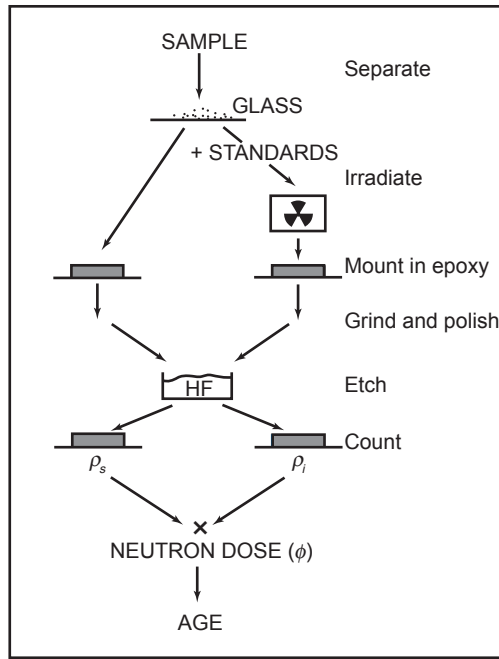 SAMPLE
Separate
GLASS
+ STANDARDS
Irradiate
Mount in epoxy
Grind and polish
HF
Etch
Count
ρs
ρi
×
NEUTRON DOSE (ϕ)
AGE